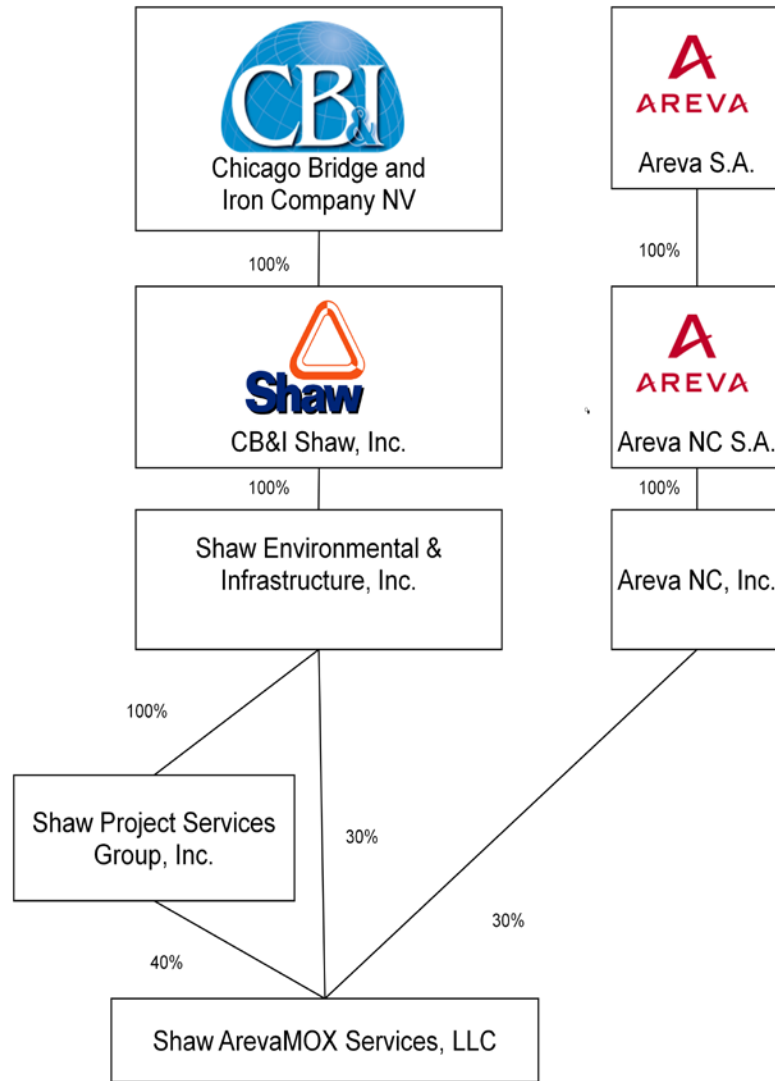 CB&I
Chicago Bridge and
Iron Company NV
AREVA
Areva S.A.
100%
100%
Shaw
CB&I Shaw, Inc.
AREVA
Areva NC S.A.
100%
100%
Shaw Environmental &
Infrastructure, Inc.
Areva NC, Inc.
100%
Shaw Project Services
Group, Inc.
30%
30%
40%
Shaw ArevaMOX Services, LLC